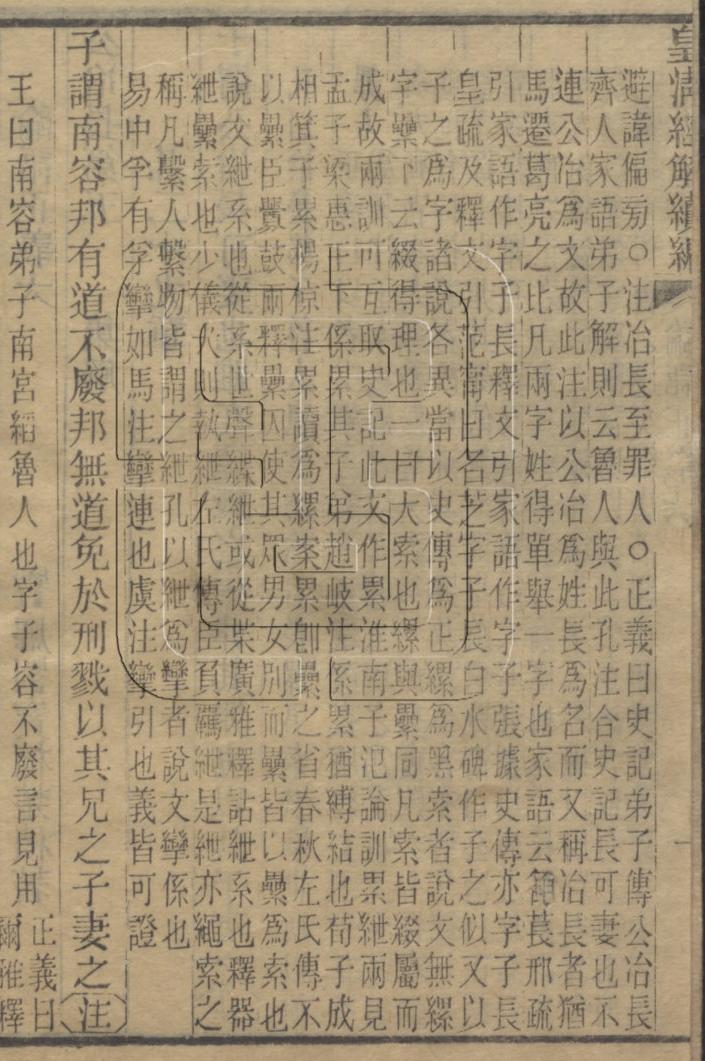 皇清經解續編
避諱偏旁○注冶長至罪人○正義曰史記弟子傳公冶長
齊人家語弟子解則云魯人與此孔注合史記長可妻也不
連公冶為文故此注以公冶為姓長為名而又稱冶長者猶
馬遷葛亮之比凡兩字姓得單舉一字也家語云名萇邢疏
引家語作字子長釋文引家語作字子張據史傳亦字子長
皇疏及釋文引范甯曰名芝字子長白水碑作子之似又以
子之為字諸說各異當以史傳為正縲為黑索者說文無縲
字纍下云綴得理也一曰大索也縲與纍同凡索皆綴屬而
成故兩訓可互取史記此文作累淮南子氾論訓累紲兩見
孟子梁惠王下係累其子弟趙岐注係累猶縛結也荀子成
相箕子累楊倞注累讀為縲案累卽纍之省春秋左氏傳不
以纍臣釁鼓兩釋纍囚使其眾男女別而纍皆以纍為索也
說文紲系也從糸世聲緤紲或從枼廣雅釋詁紲系也釋器
紲纍索也少儀犬則執紲左氏傳臣負羈紲是紲亦繩索之
稱凡繫人繫物皆謂之紲孔以紲為攣者說文攣係也
易中孚有孚攣如馬注攣連也虞注攣引也義皆可證
子謂南容邦有道不廢邦無道免於刑戮以其兄之子妻之注
王曰南容弟子南宮縚魯人也字子容不廢言見用
正義曰
爾雅釋